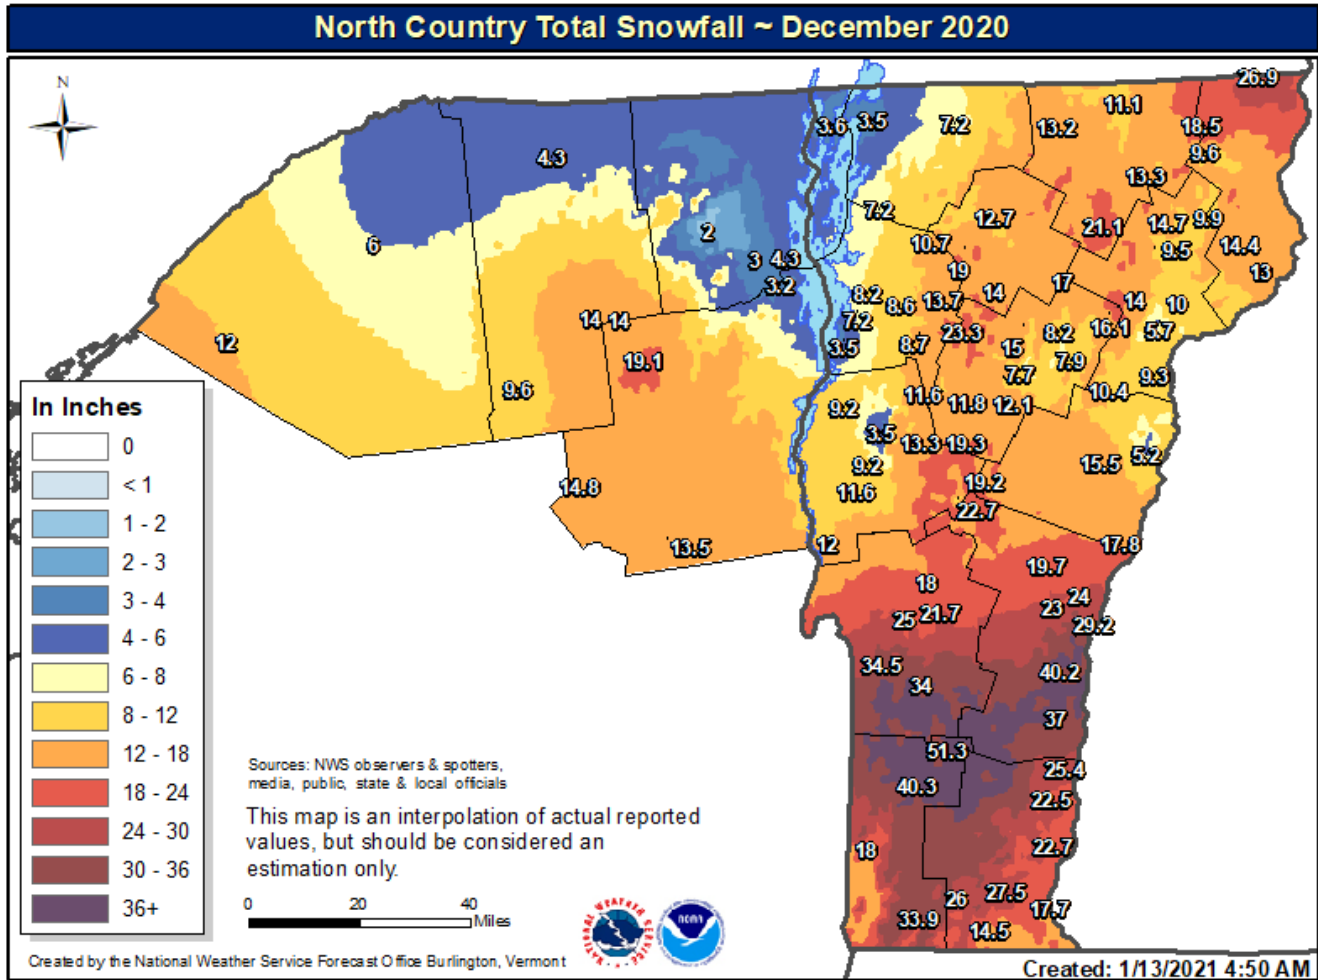 North Country Total Snowfall ~ December 2020
N
26.9
11.1
3.6 3.5 7.2 13.2 18.5
4.3 9.6
13.3
7.2 12.7 21.1 14.7 9.9
6 2 10.7 9.5 14.4
3 4.3 19 13
3.2 8.2 8.6 13.7 14 17 14 10
14 14 7.2 23.3 8.2 16.1 5.7
12 19.1 3.5 8.7 15 7.9
7.7 9.3
9.6 11.6 11.8 12.1 10.4
9.2
3.5 13.3 19.3
9.2 15.5 5.2
14.8 11.6 19.2
22.7
13.5 12 17.8
19.7
18 24
25 21.7 23
29.2
34.5 40.2
34
37
51.3
25.4
40.3 22.5
18 22.7
26 27.5
33.9 17.7
14.5
In Inches
0
< 1
1 - 2
2 - 3
3 - 4
4 - 6
6 - 8
8 - 12
12 - 18
18 - 24
24 - 30
30 - 36
36+
Sources: NWS observers & spotters,
media, public, state & local officials
This map is an interpolation of actual reported
values, but should be considered an
estimation only.
0 20 40
Miles
NATIONAL WEATHER SERVICE
noaa
Created by the National Weather Service Forecast Office Burlington, Vermont
Created: 1/13/2021 4:50 AM